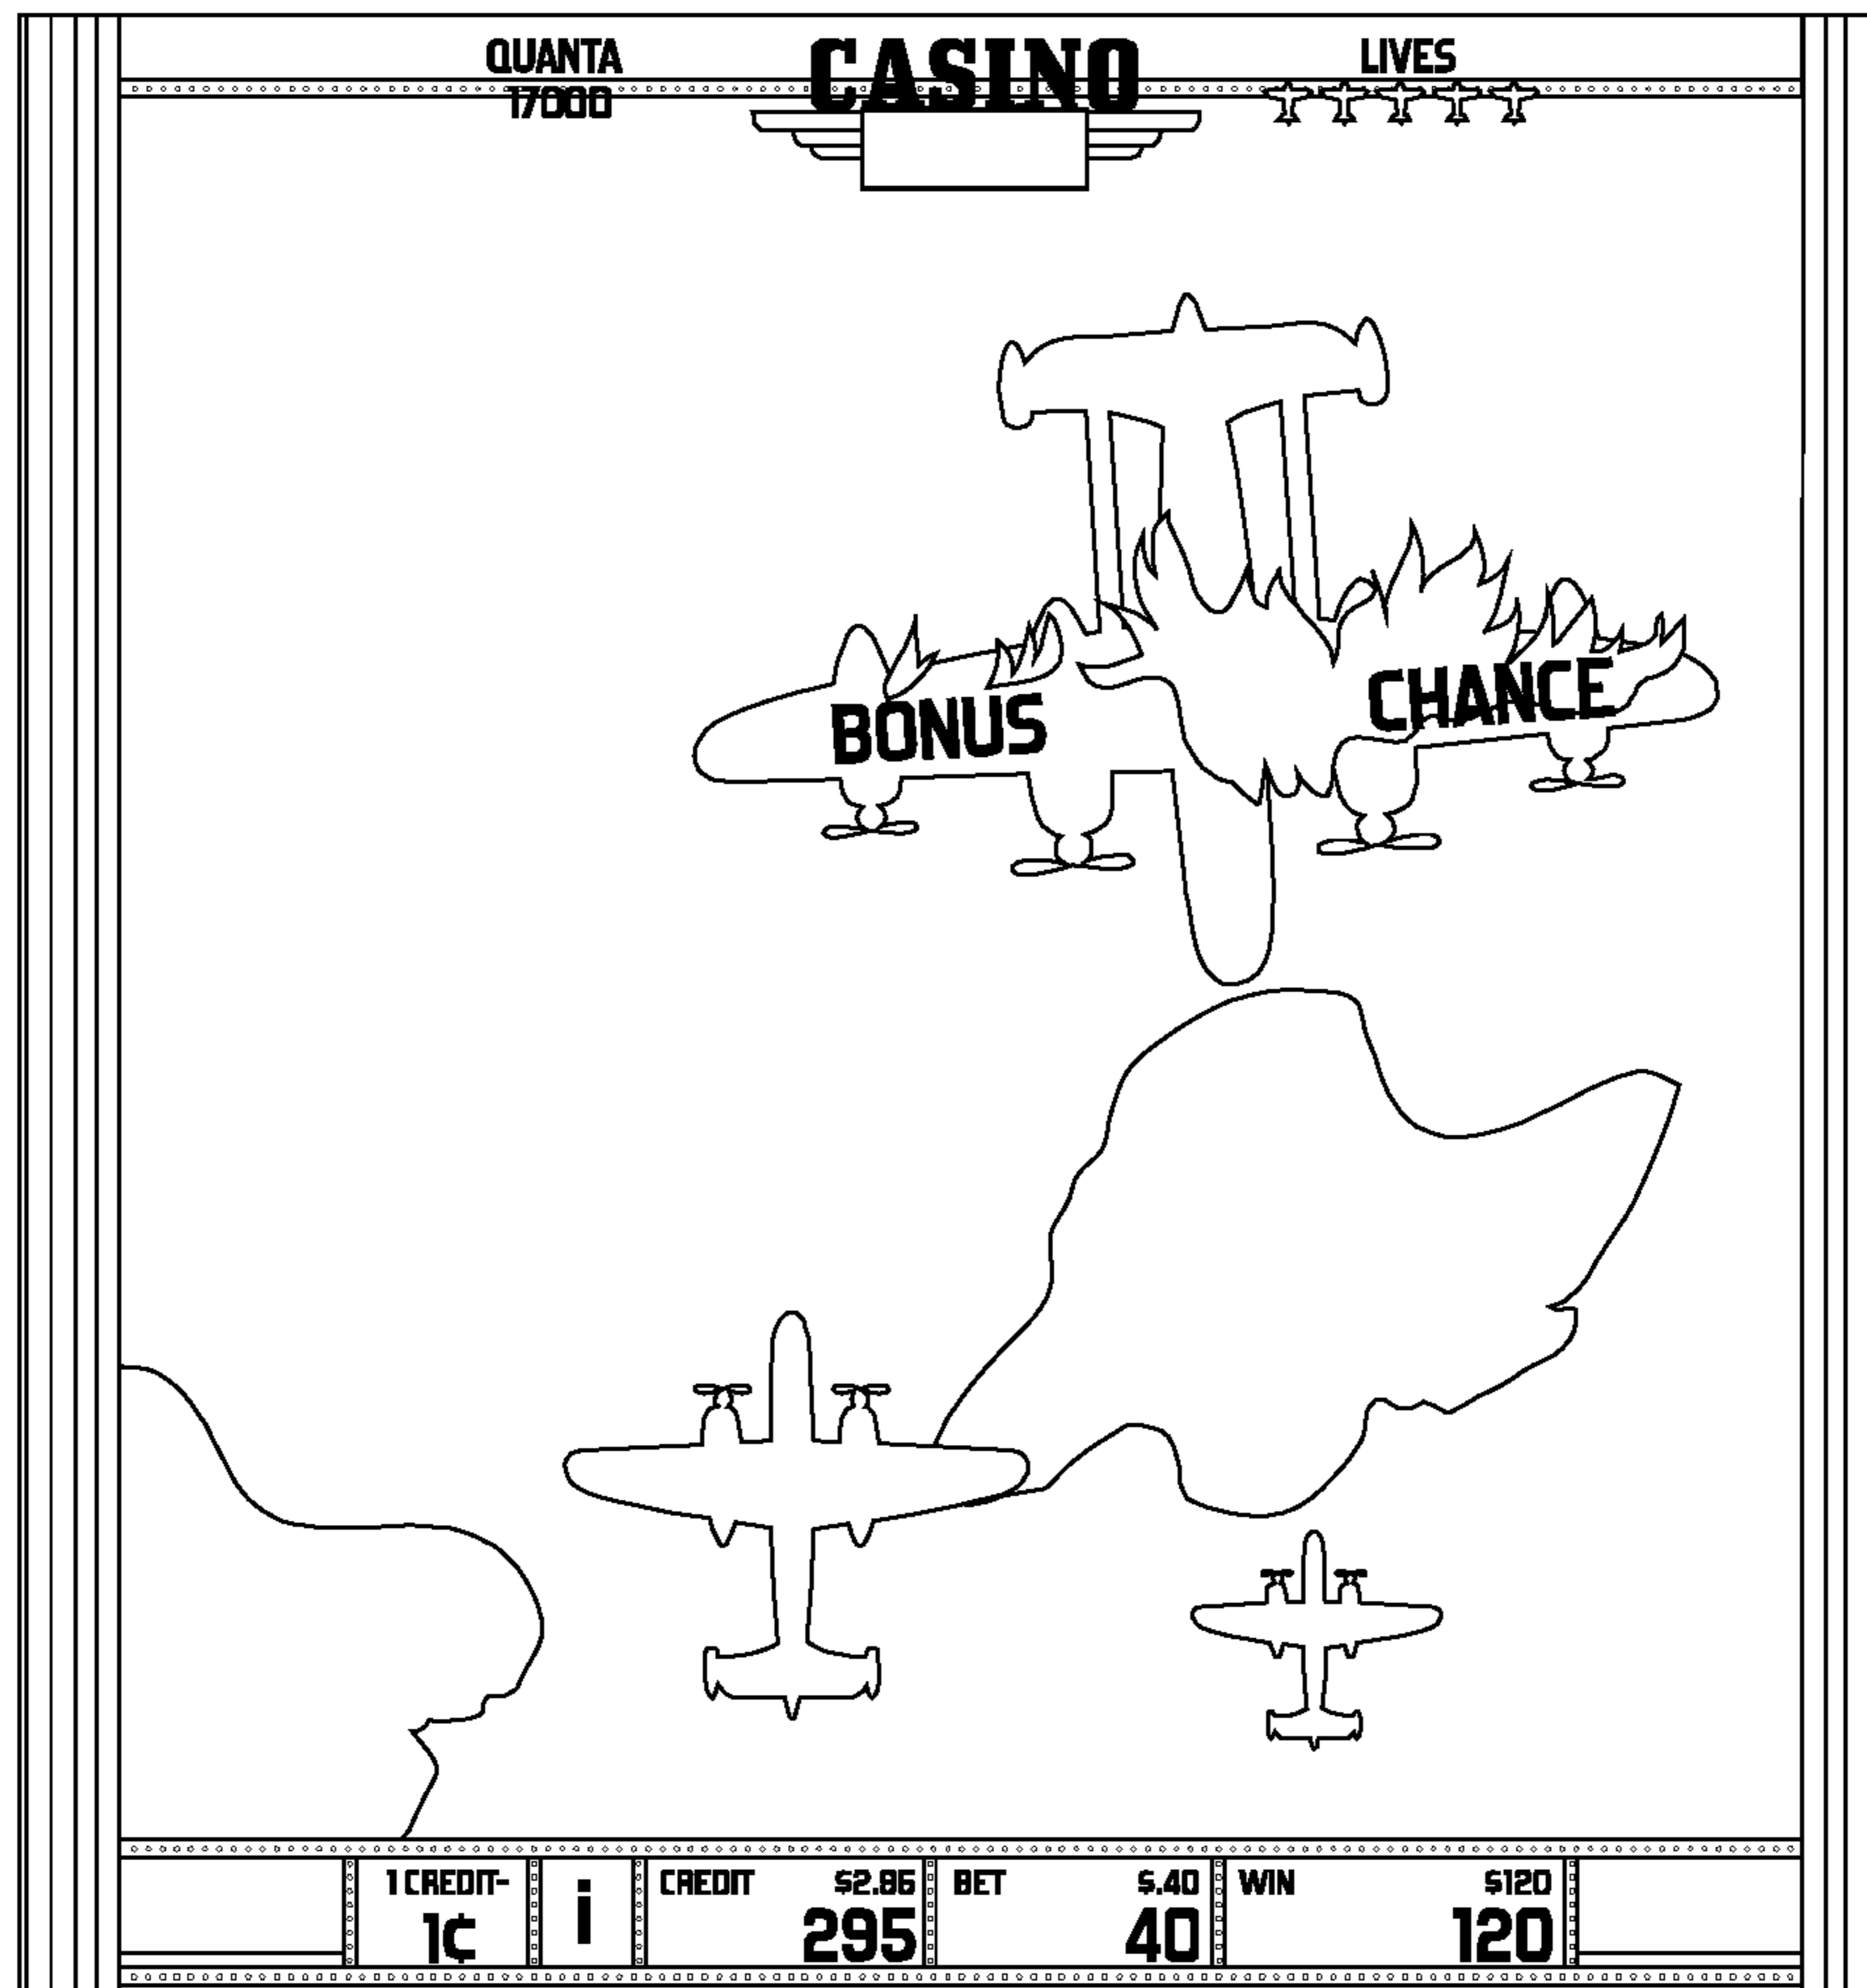 QUANTA
17000
CASINO
LIVES
BONUS
CHANCE
1 CREDIT-
1¢
i
CREDIT
$2.86
295
BET
$.40
40
WIN
$120
120